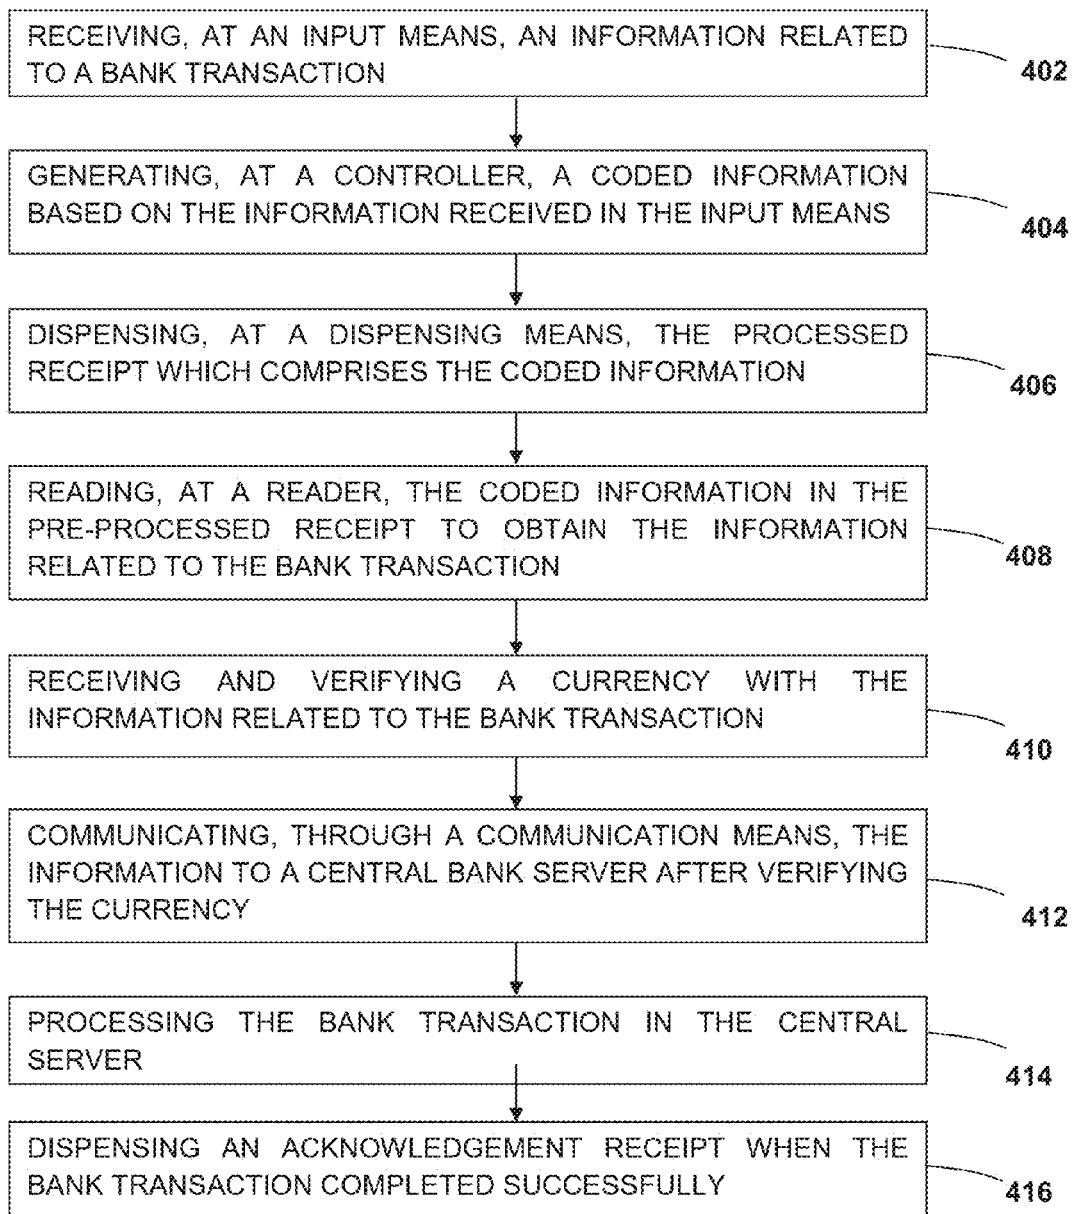 RECEIVING, AT AN INPUT MEANS, AN INFORMATION RELATED
TO A BANK TRANSACTION
402
GENERATING, AT A CONTROLLER, A CODED INFORMATION
BASED ON THE INFORMATION RECEIVED IN THE INPUT MEANS
404
DISPENSING, AT A DISPENSING MEANS, THE PROCESSED
RECEIPT WHICH COMPRISES THE CODED INFORMATION
406
READING, AT A READER, THE CODED INFORMATION IN THE
PRE-PROCESSED RECEIPT TO OBTAIN THE INFORMATION
RELATED TO THE BANK TRANSACTION
408
RECEIVING AND VERIFYING A CURRENCY WITH THE
INFORMATION RELATED TO THE BANK TRANSACTION
410
COMMUNICATING, THROUGH A COMMUNICATION MEANS, THE
INFORMATION TO A CENTRAL BANK SERVER AFTER VERIFYING
THE CURRENCY
412
PROCESSING THE BANK TRANSACTION IN THE CENTRAL
SERVER
414
DISPENSING AN ACKNOWLEDGEMENT RECEIPT WHEN THE
BANK TRANSACTION COMPLETED SUCCESSFULLY
416